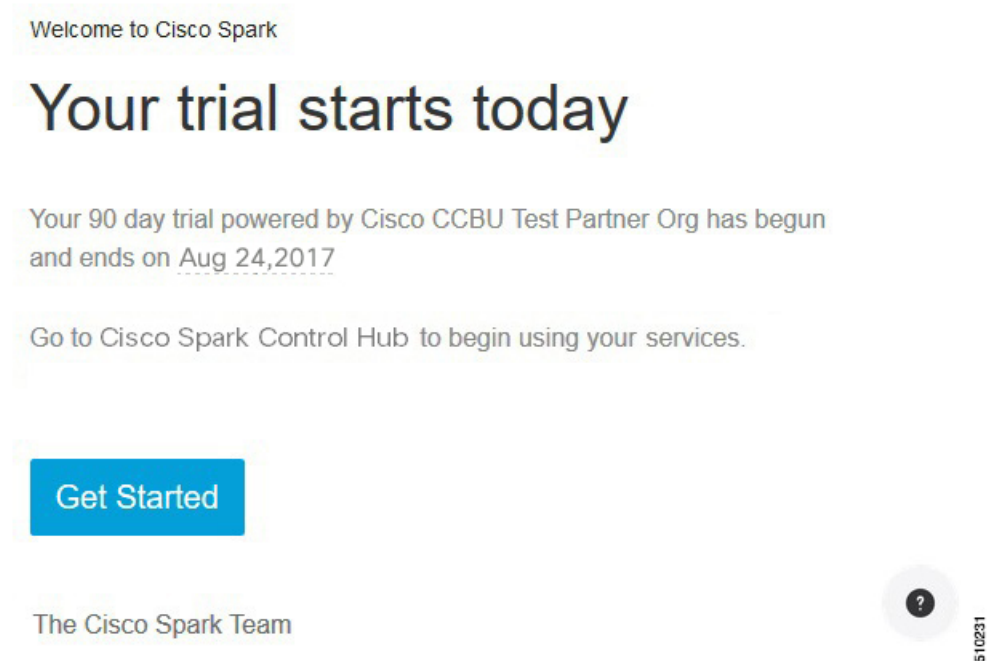 Welcome to Cisco Spark
Your trial starts today
Your 90 day trial powered by Cisco CCBU Test Partner Org has begun
and ends on Aug 24,2017
Go to Cisco Spark Control Hub to begin using your services.
Get Started
?
The Cisco Spark Team
510231